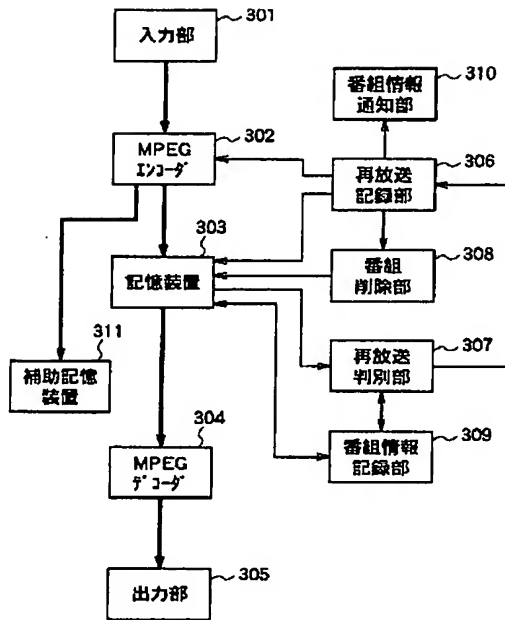 301
入力部
302
MPEG
ｴﾝｺｰﾀﾞ
303
記憶装置
311
補助記憶
装置
304
MPEG
ﾃﾞｺｰﾀﾞ
出力部
305
番組情報
通知部
310
再放送
記録部
306
番組
削除部
308
再放送
判別部
307
番組情報
記録部
309